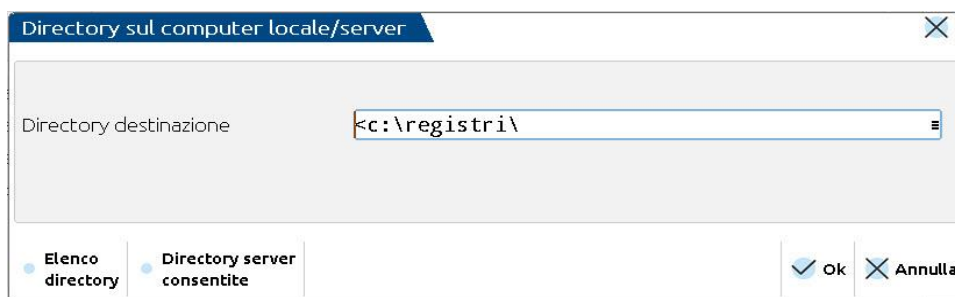 Directory sul computer locale/server
Directory destinazione
<c:\registri\
Elenco directory
Directory server consentite
Ok
Annulla